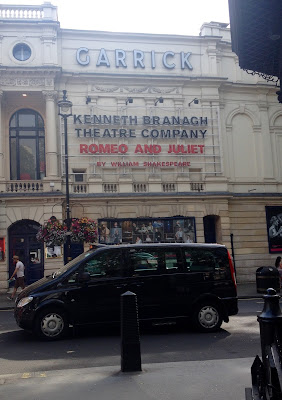 GARRICK
KENNETH BRANAGH
THEATRE COMPANY
ROMEO AND JULIET
BY WILLIAM SHAKESPEARE